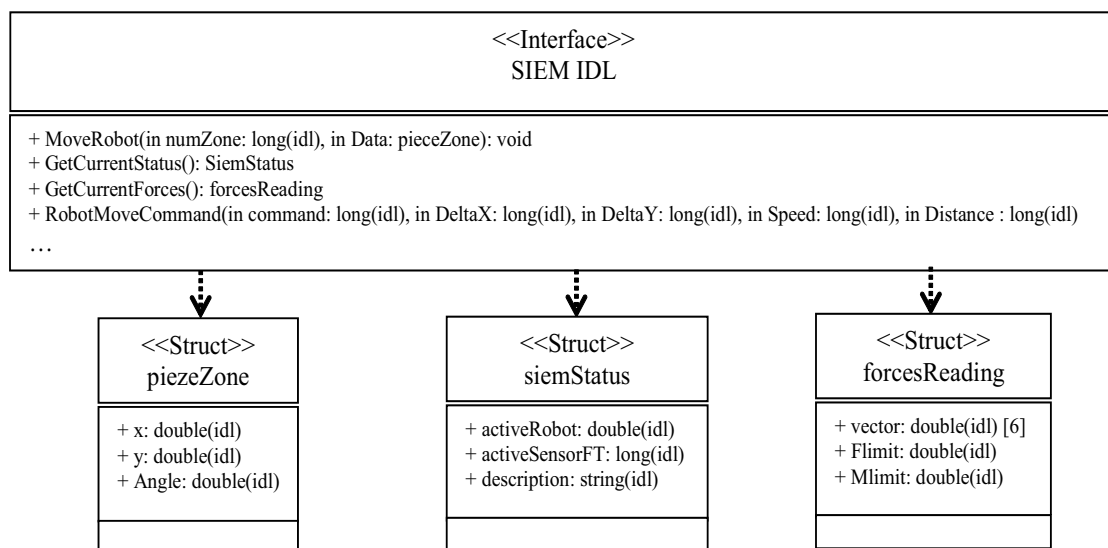 <<Interface>>
SIEM IDL
+ MoveRobot(in numZone: long(idl), in Data: pieceZone): void
+ GetCurrentStatus(): SiemStatus
+ GetCurrentForces(): forcesReading
+ RobotMoveCommand(in command: long(idl), in DeltaX: long(idl), in DeltaY: long(idl), in Speed: long(idl), in Distance : long(idl)
…
<<Struct>>
piezeZone
+ x: double(idl)
+ y: double(idl)
+ Angle: double(idl)
<<Struct>>
siemStatus
+ activeRobot: double(idl)
+ activeSensorFT: long(idl)
+ description: string(idl)
<<Struct>>
forcesReading
+ vector: double(idl) [6]
+ Flimit: double(idl)
+ Mlimit: double(idl)